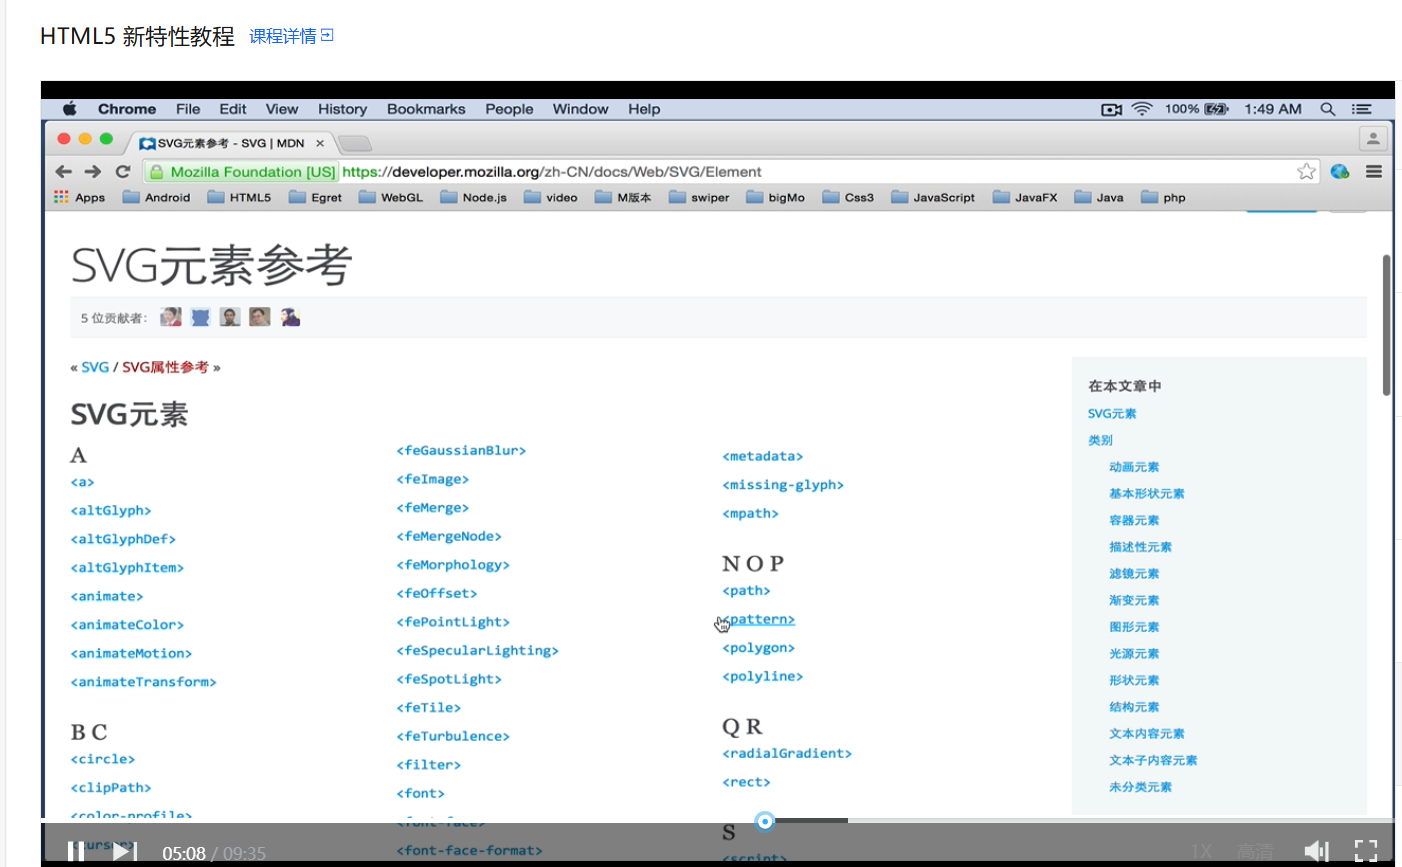 HTML5 新特性教程 课程详情
Chrome File Edit View History Bookmarks People Window Help 100% 1:49 AM
SVG元素参考 - SVG | MDN ×
Mozilla Foundation [US] https://developer.mozilla.org/zh-CN/docs/Web/SVG/Element
Apps Android HTML5 Egret WebGL Node.js video M版本 swiper bigMo Css3 JavaScript JavaFX Java php
SVG元素参考
5 位贡献者:
« SVG / SVG属性参考 »
SVG元素
A
<a>
<altGlyph>
<altGlyphDef>
<altGlyphItem>
<animate>
<animateColor>
<animateMotion>
<animateTransform>
B C
<circle>
<clipPath>
<color-profile>
<cursor>
<feGaussianBlur>
<feImage>
<feMerge>
<feMergeNode>
<feMorphology>
<feOffset>
<fePointLight>
<feSpecularLighting>
<feSpotLight>
<feTile>
<feTurbulence>
<filter>
<font>
<font-face>
<font-face-format>
<metadata>
<missing-glyph>
<mpath>
N O P
<path>
<pattern>
<polygon>
<polyline>
Q R
<radialGradient>
<rect>
S
<script>
在本文章中
SVG元素
类别
动画元素
基本形状元素
容器元素
描述性元素
滤镜元素
渐变元素
图形元素
光源元素
形状元素
结构元素
文本内容元素
文本子内容元素
未分类元素
05:08 / 09:35 1X 高清